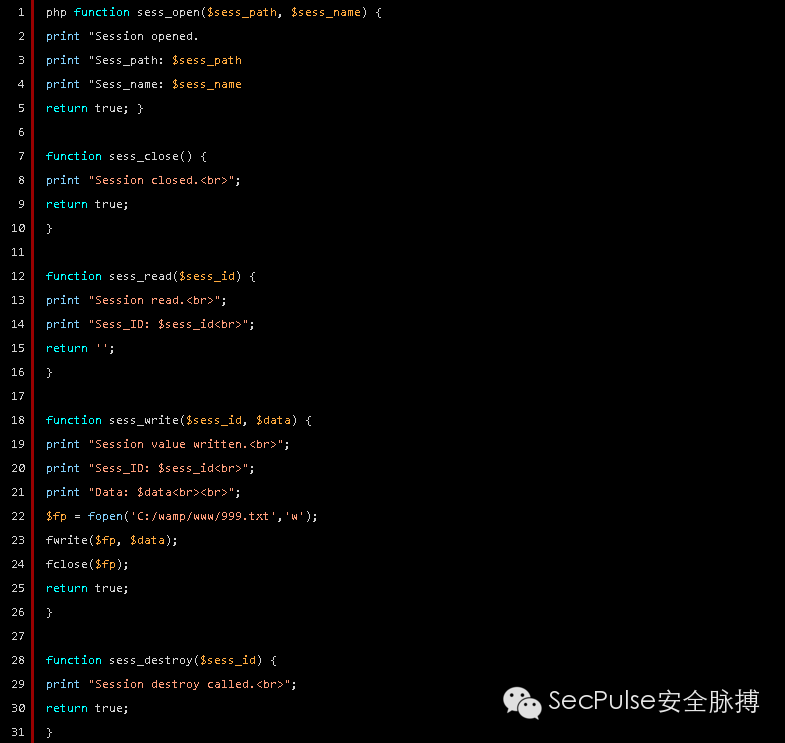 1 php function sess_open($sess_path, $sess_name) {
2 print "Session opened.
3 print "Sess_path: $sess_path
4 print "Sess_name: $sess_name
5 return true; }
6
7 function sess_close() {
8 print "Session closed.<br>";
9 return true;
10 }
11
12 function sess_read($sess_id) {
13 print "Session read.<br>";
14 print "Sess_ID: $sess_id<br>";
15 return '';
16 }
17
18 function sess_write($sess_id, $data) {
19 print "Session value written.<br>";
20 print "Sess_ID: $sess_id<br>";
21 print "Data: $data<br><br>";
22 $fp = fopen('C:/wamp/www/999.txt','w');
23 fwrite($fp, $data);
24 fclose($fp);
25 return true;
26 }
27
28 function sess_destroy($sess_id) {
29 print "Session destroy called.<br>";
30 return true;
31 }
SecPulse安全脉搏